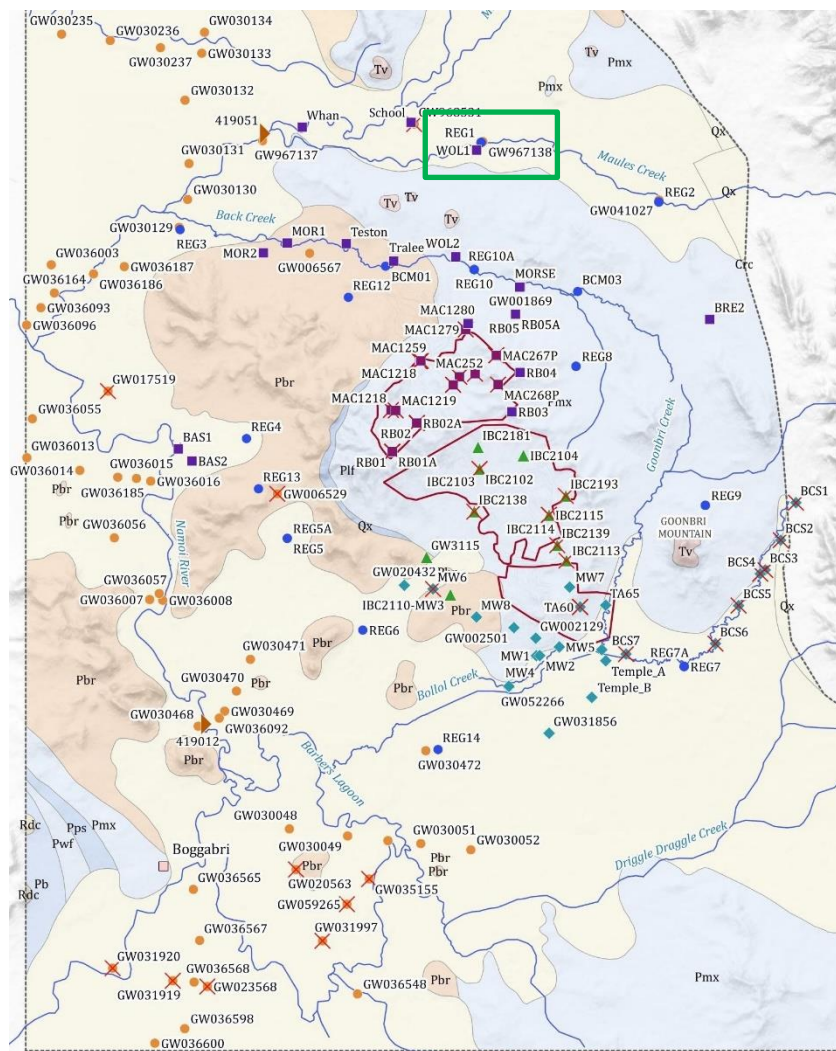 GW030235
GW030134
GW030236
GW030237
GW030133
Tv
Tv
Pmx
Pmx
GW030132
419051
Whan
School
REG1
WOL1
GW967138
Qx
GW967137
GW030131
Maules Creek
REG2
Qx
GW041027
GW030130
Tv
Tv
Back Creek
GW030129
REG3
MOR1
Teston
WOL2
Tralee
REG10A
MOR2
GW006567
BCM01
REG10
MORSE
BCM03
Crc
GW036003
GW036187
GW036164
GW036186
REG12
GW036093
GW036096
MAC1280
MAC1279
GW001869
RB05
RB05A
BRE2
MAC1259
MAC267P
REG8
Pbr
MAC252
RB04
MAC1218
MAC268P
GW017519
MAC1218
MAC1219
Pmx
RB03
GW036055
RB02A
RB02
IBC2181
IBC2104
Goonbri Creek
REG4
BAS1
BAS2
GW036013
GW036014
GW036015
RB01
RB01A
Plf
IBC2102
IBC2103
IBC2193
GW036185
GW036016
Pbr
REG13
GW006529
IBC2138
REG9
BCS1
Pbr
Qx
IBC2114
IBC2115
GOONBRI
MOUNTAIN
Tv
GW036056
REG5A
REG5
IBC2139
BCS2
Namoi River
GW3115
IBC2113
GW020432
MW6
MW7
BCS4
BCS3
GW036057
GW036007
GW036008
IBC2110-MW3
Pbr
MW8
TA60
TA65
BCS5
Qx
REG6
GW002129
GW002501
BCS6
Pbr
GW030471
MW5
BCS7
REG7A
REG7
MW1
MW2
Temple_A
GW030470
Pbr
Pbr
Bollol Creek
MW4
Temple_B
Pbr
GW030468
GW030469
GW052266
GW036092
GW031856
419012
Pbr
REG14
GW030472
Barbers Lagoon
Rdc
Pps
Pmx
Pwf
Pb
Rdc
Boggabri
GW030048
GW030049
GW030051
GW030052
Pbr
Pbr
Pbr
Driggle Draggle Creek
GW020563
GW035155
GW036565
GW059265
GW036567
GW031997
GW031920
GW036568
GW031919
GW023568
GW036548
Pbr
Pmx
GW036598
GW036600